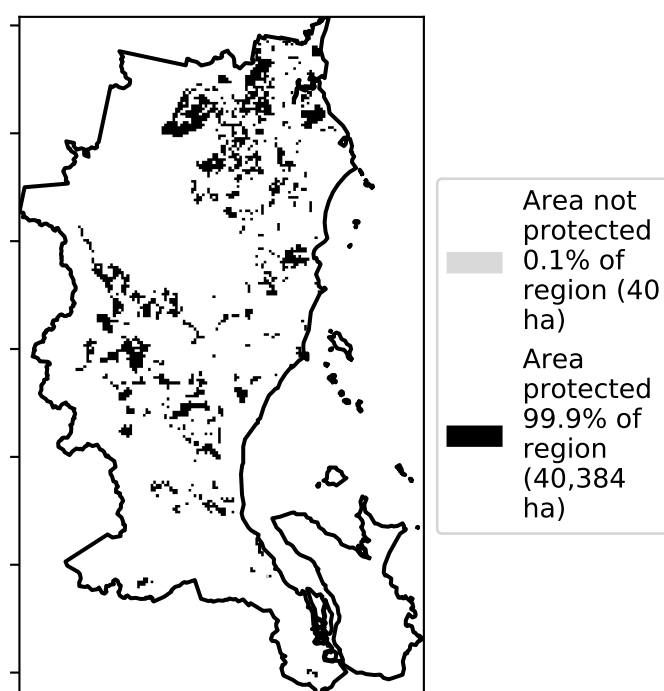 Area not
protected
0.1% of
region (40
ha)
Area
protected
99.9% of
region
(40,384
ha)